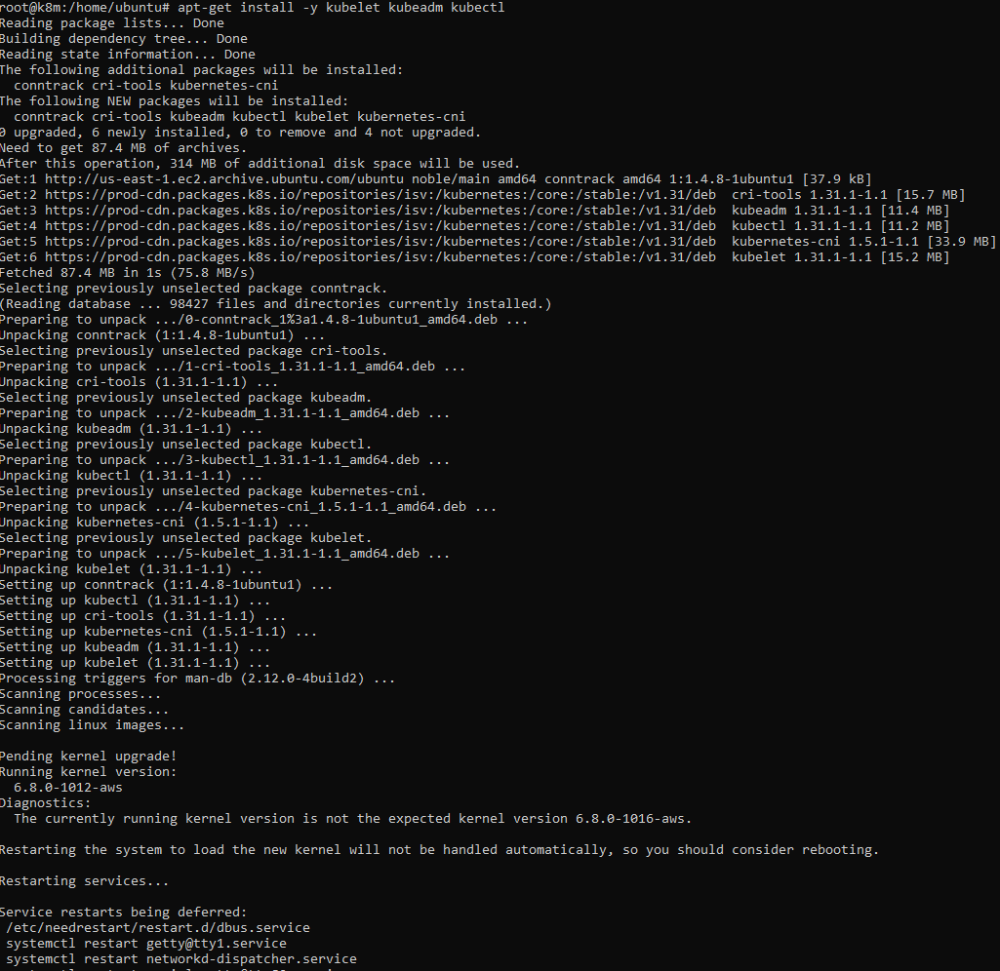 root@k8m:/home/ubuntu# apt-get install -y kubelet kubeadm kubectl
Reading package lists... Done
Building dependency tree... Done
Reading state information... Done
The following additional packages will be installed:
  conntrack cri-tools kubernetes-cni
The following NEW packages will be installed:
  conntrack cri-tools kubeadm kubectl kubelet kubernetes-cni
0 upgraded, 6 newly installed, 0 to remove and 4 not upgraded.
Need to get 87.4 MB of archives.
After this operation, 314 MB of additional disk space will be used.
Get:1 http://us-east-1.ec2.archive.ubuntu.com/ubuntu noble/main amd64 conntrack amd64 1:1.4.8-1ubuntu1 [37.9 kB]
Get:2 https://prod-cdn.packages.k8s.io/repositories/isv:/kubernetes:/core:/stable:/v1.31/deb  cri-tools 1.31.1-1.1 [15.7 MB]
Get:3 https://prod-cdn.packages.k8s.io/repositories/isv:/kubernetes:/core:/stable:/v1.31/deb  kubeadm 1.31.1-1.1 [11.4 MB]
Get:4 https://prod-cdn.packages.k8s.io/repositories/isv:/kubernetes:/core:/stable:/v1.31/deb  kubectl 1.31.1-1.1 [11.2 MB]
Get:5 https://prod-cdn.packages.k8s.io/repositories/isv:/kubernetes:/core:/stable:/v1.31/deb  kubernetes-cni 1.5.1-1.1 [33.9 MB]
Get:6 https://prod-cdn.packages.k8s.io/repositories/isv:/kubernetes:/core:/stable:/v1.31/deb  kubelet 1.31.1-1.1 [15.2 MB]
Fetched 87.4 MB in 1s (75.8 MB/s)
Selecting previously unselected package conntrack.
(Reading database ... 98427 files and directories currently installed.)
Preparing to unpack .../0-conntrack_1%3a1.4.8-1ubuntu1_amd64.deb ...
Unpacking conntrack (1:1.4.8-1ubuntu1) ...
Selecting previously unselected package cri-tools.
Preparing to unpack .../1-cri-tools_1.31.1-1.1_amd64.deb ...
Unpacking cri-tools (1.31.1-1.1) ...
Selecting previously unselected package kubeadm.
Preparing to unpack .../2-kubeadm_1.31.1-1.1_amd64.deb ...
Unpacking kubeadm (1.31.1-1.1) ...
Selecting previously unselected package kubectl.
Preparing to unpack .../3-kubectl_1.31.1-1.1_amd64.deb ...
Unpacking kubectl (1.31.1-1.1) ...
Selecting previously unselected package kubernetes-cni.
Preparing to unpack .../4-kubernetes-cni_1.5.1-1.1_amd64.deb ...
Unpacking kubernetes-cni (1.5.1-1.1) ...
Selecting previously unselected package kubelet.
Preparing to unpack .../5-kubelet_1.31.1-1.1_amd64.deb ...
Unpacking kubelet (1.31.1-1.1) ...
Setting up conntrack (1:1.4.8-1ubuntu1) ...
Setting up kubectl (1.31.1-1.1) ...
Setting up cri-tools (1.31.1-1.1) ...
Setting up kubernetes-cni (1.5.1-1.1) ...
Setting up kubeadm (1.31.1-1.1) ...
Setting up kubelet (1.31.1-1.1) ...
Processing triggers for man-db (2.12.0-4build2) ...
Scanning processes...
Scanning candidates...
Scanning linux images...

Pending kernel upgrade!
Running kernel version:
  6.8.0-1012-aws
Diagnostics:
  The currently running kernel version is not the expected kernel version 6.8.0-1016-aws.

Restarting the system to load the new kernel will not be handled automatically, so you should consider rebooting.

Restarting services...

Service restarts being deferred:
 /etc/needrestart/restart.d/dbus.service
 systemctl restart getty@tty1.service
 systemctl restart networkd-dispatcher.service